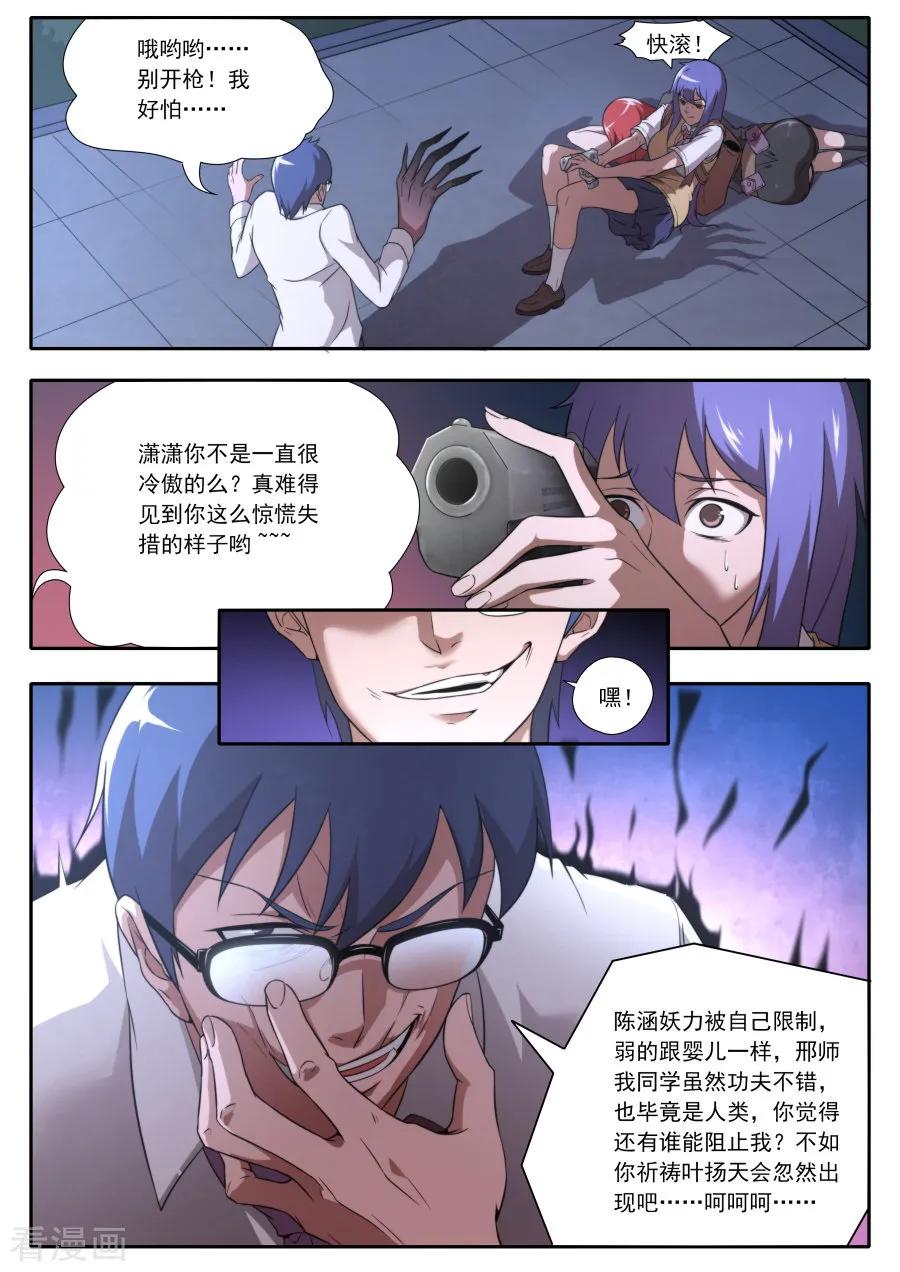 哦哟哟……
别开枪！我
好怕……
快滚！
潇潇你不是一直很
冷傲的么？真难得
见到你这么惊慌失
措的样子哟~~~
嘿！
陈涵妖力被自己限制，
弱的跟婴儿一样，邢师
我同学虽然功夫不错，
也毕竟是人类，你觉得
还有谁能阻止我？不如
你祈祷叶扬天会忽然出
现吧……呵呵呵……
看漫画